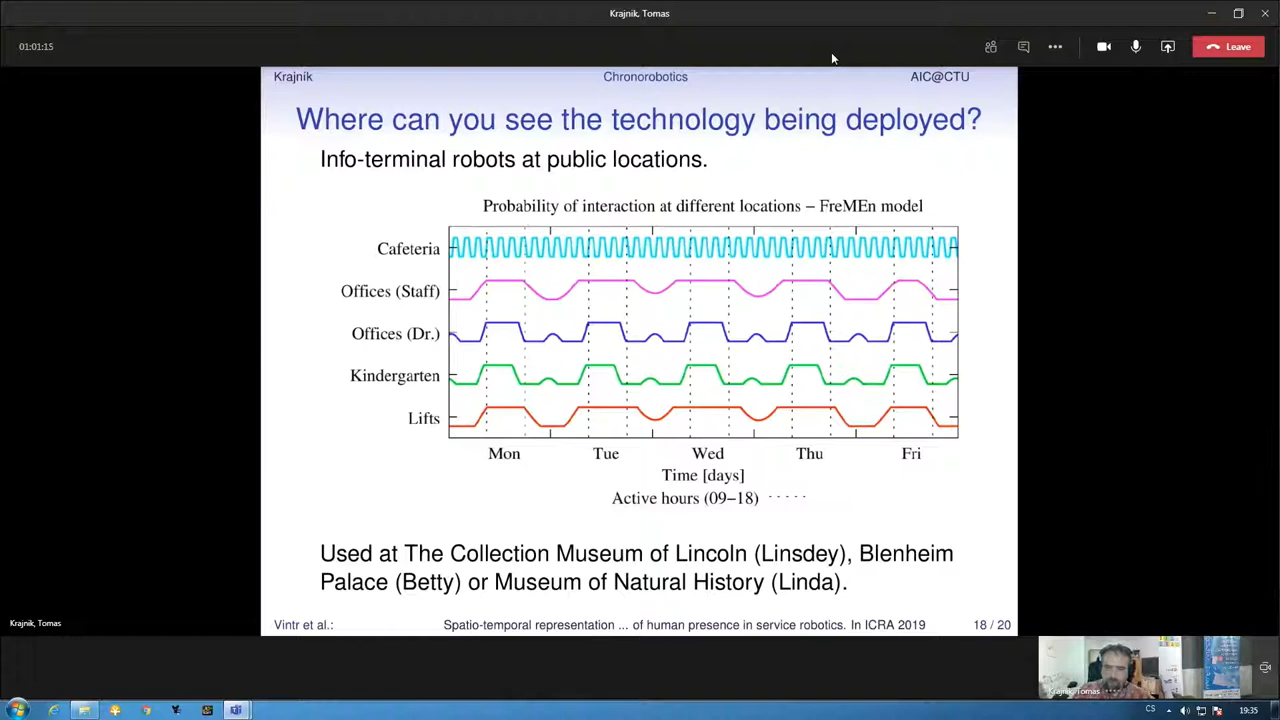 Krajnik, Tomas
01:01:15
Leave
Krajník Chronorobotics AIC@CTU
Where can you see the technology being deployed?
Info-terminal robots at public locations.
Probability of interaction at different locations – FreMEn model
Cafeteria
Offices (Staff)
Offices (Dr.)
Kindergarten
Lifts
Mon Tue Wed Thu Fri
Time [days]
Active hours (09–18)
Used at The Collection Museum of Lincoln (Linsdey), Blenheim
Palace (Betty) or Museum of Natural History (Linda).
Vintr et al.: Spatio-temporal representation ... of human presence in service robotics. In ICRA 2019 18 / 20
Krajnik, Tomas
Krajnik, Tomas
CS 19:35